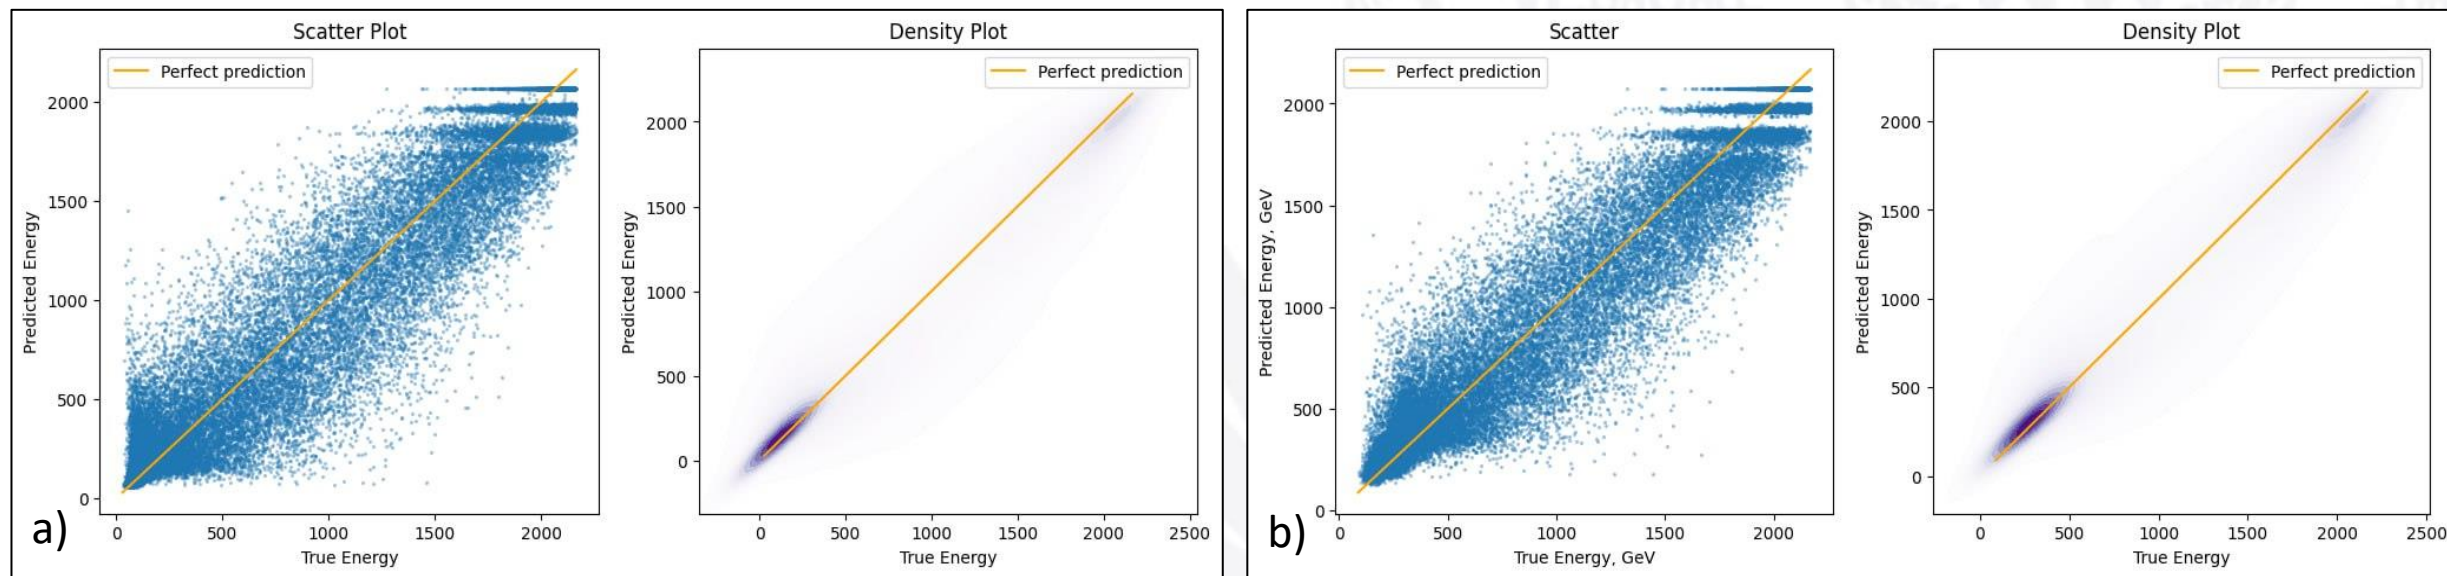 Scatter Plot
Perfect prediction
Predicted Energy
2000
1500
1000
500
0
0 500 1000 1500 2000
True Energy
a)
Density Plot
Perfect prediction
Predicted Energy
2000
1500
1000
500
0
0 500 1000 1500 2000 2500
True Energy
Scatter
Perfect prediction
Predicted Energy, GeV
2000
1500
1000
500
0
0 500 1000 1500 2000
True Energy, GeV
b)
Density Plot
Perfect prediction
Predicted Energy
2000
1500
1000
500
0
0 500 1000 1500 2000 2500
True Energy